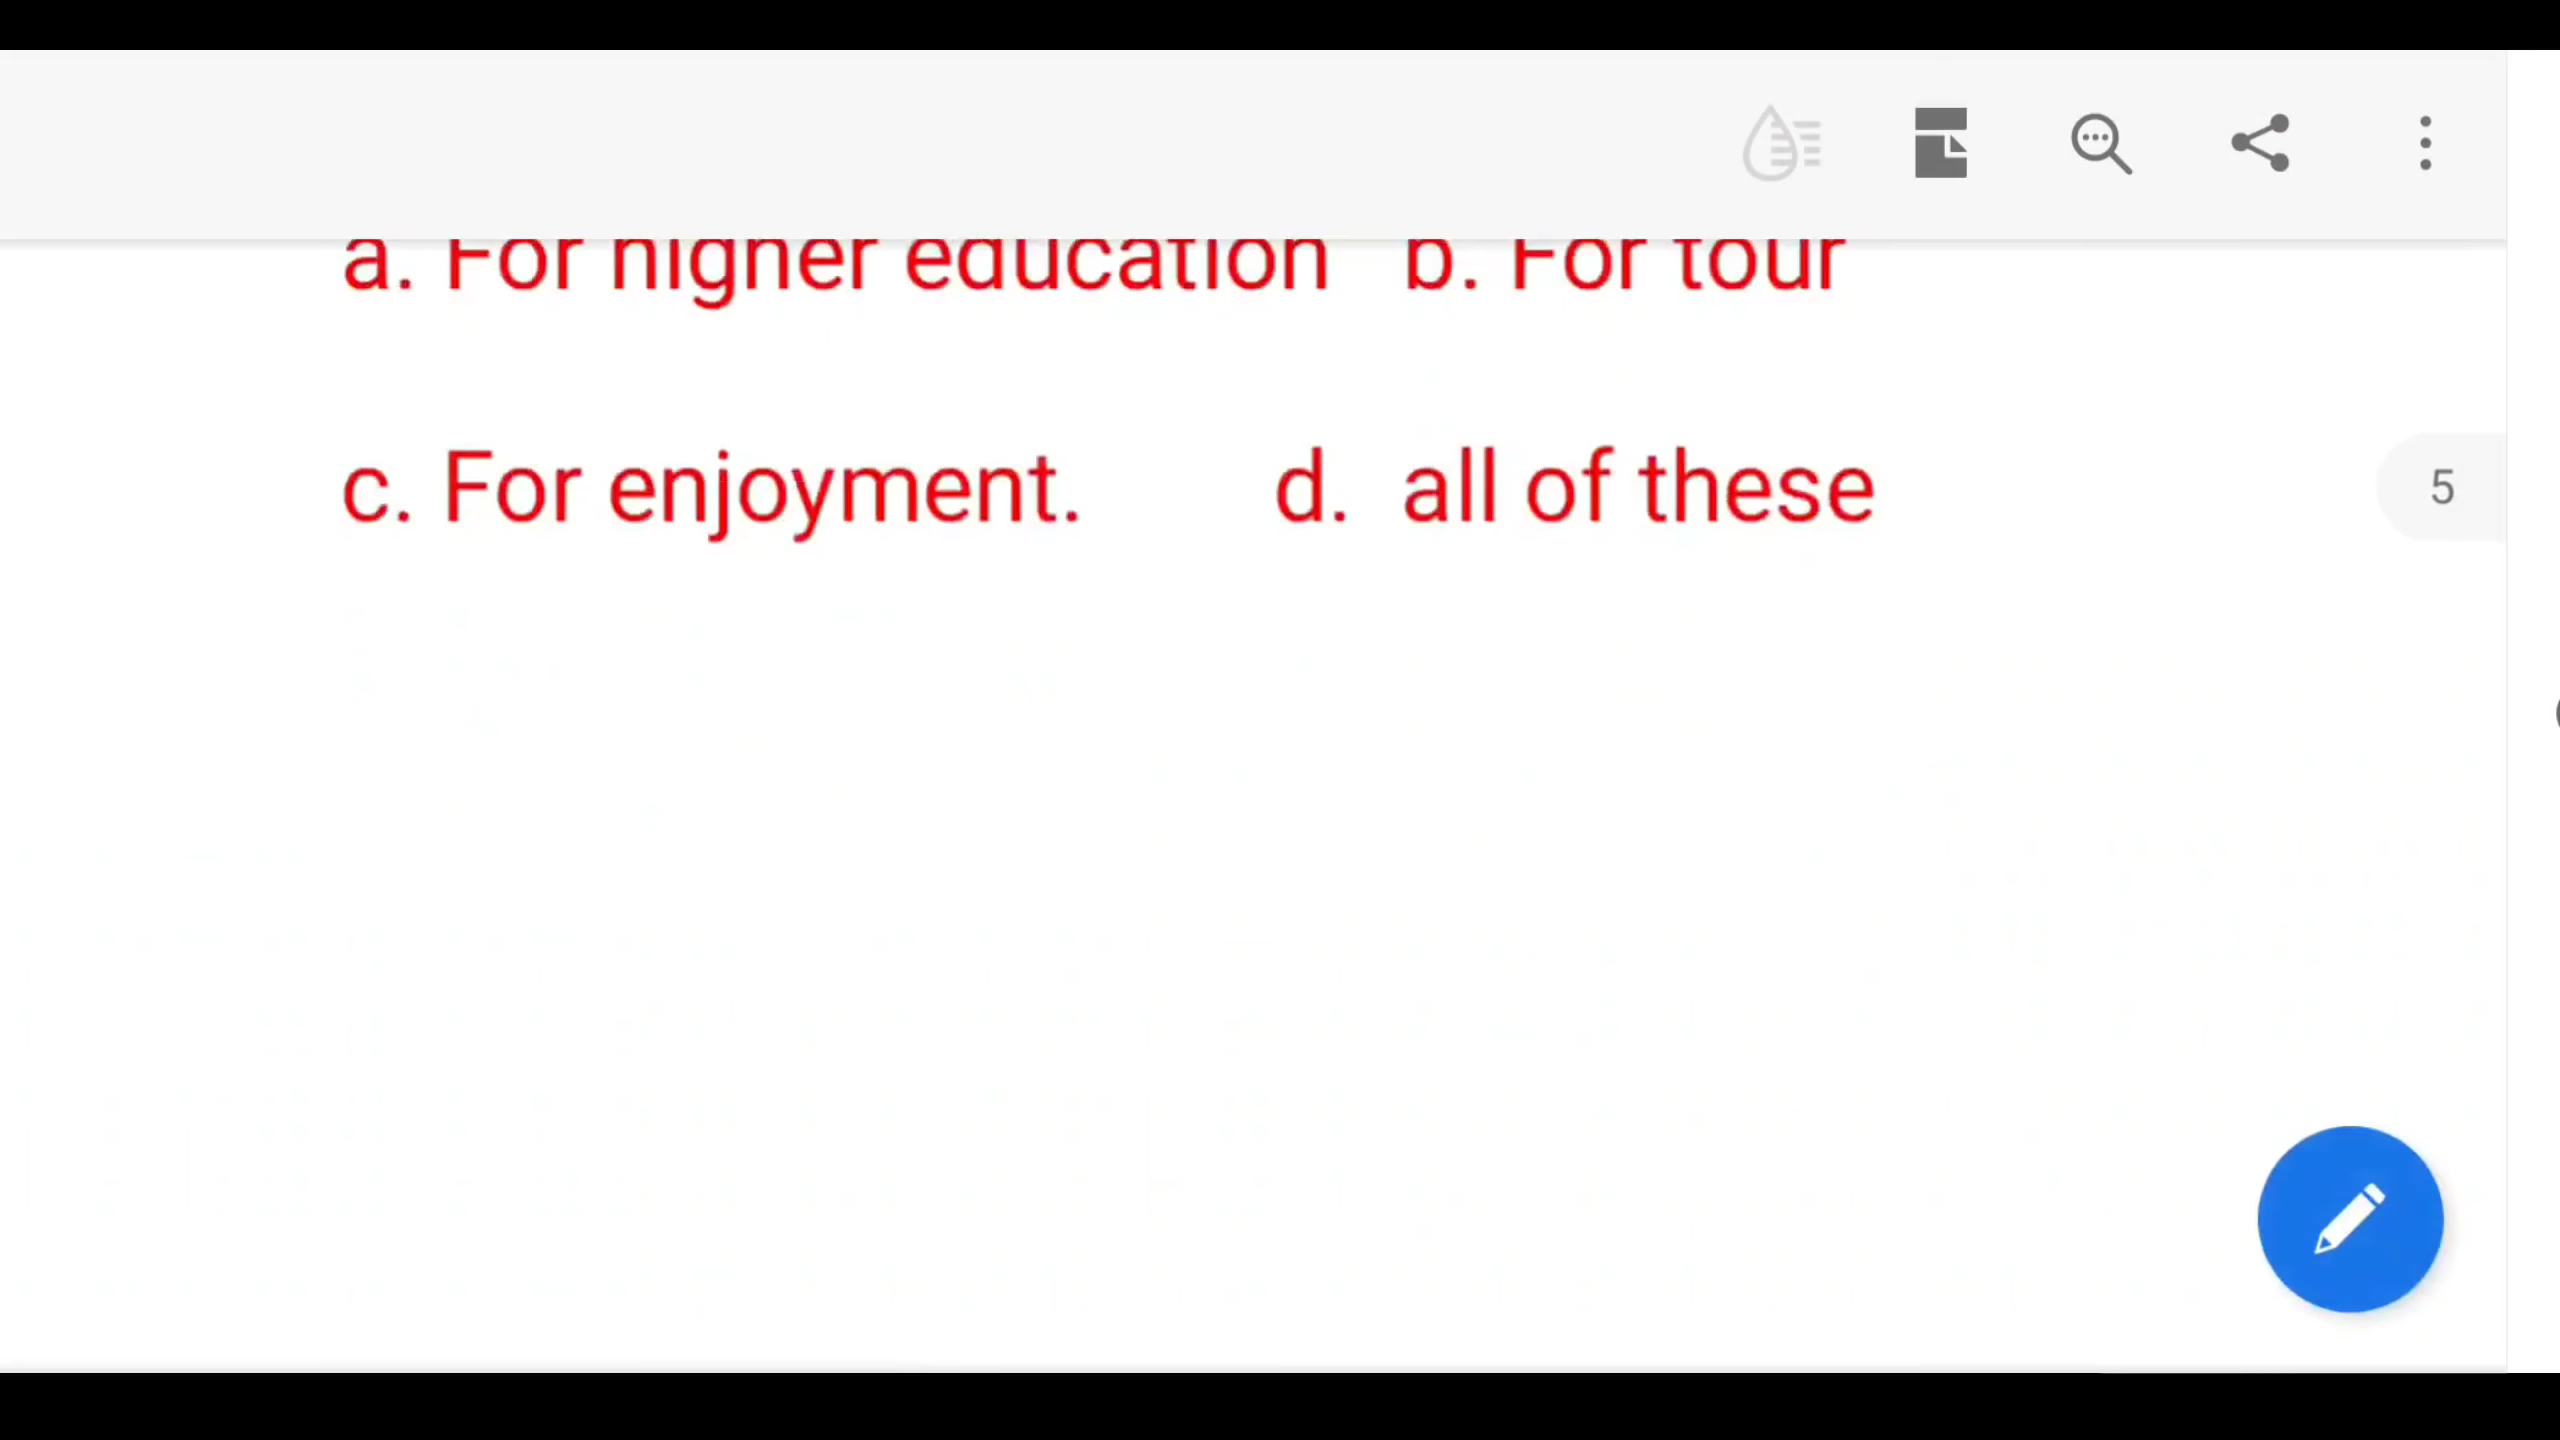 a. For higher education b. For tour
c. For enjoyment. d. all of these
5